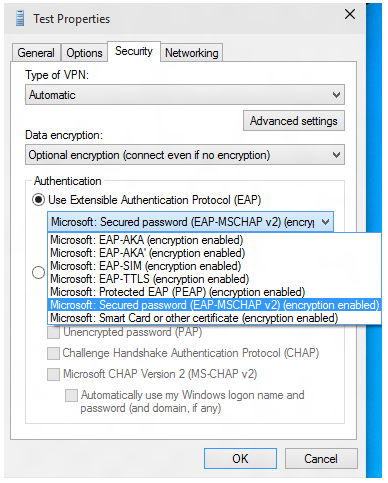 Test Properties
General Options Security Networking
Type of VPN:
Automatic
Advanced settings
Data encryption:
Optional encryption (connect even if no encryption)
Authentication
Use Extensible Authentication Protocol (EAP)
Microsoft: Secured password (EAP-MSCHAP v2) (encryp
Microsoft: EAP-AKA (encryption enabled)
Microsoft: EAP-AKA' (encryption enabled)
Microsoft: EAP-SIM (encryption enabled)
Microsoft: EAP-TTLS (encryption enabled)
Microsoft: Protected EAP (PEAP) (encryption enabled)
Microsoft: Secured password (EAP-MSCHAP v2) (encryption enabled)
Microsoft: Smart Card or other certificate (encryption enabled)
Unencrypted password (PAP)
Challenge Handshake Authentication Protocol (CHAP)
Microsoft CHAP Version 2 (MS-CHAP v2)
Automatically use my Windows logon name and
password (and domain, if any)
OK Cancel